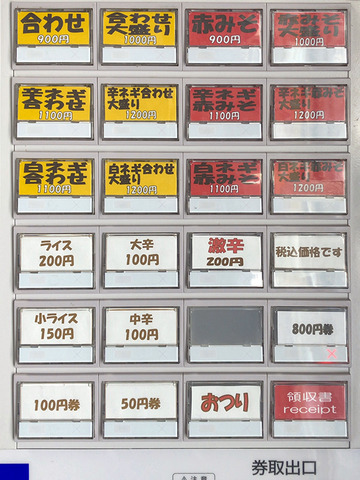 合わせ
900円
合わせ
大盛り
1000円
赤みそ
900円
赤みそ
大盛り
1000円
辛ネギ
合わせ
1100円
辛ネギ合わせ
大盛り
1200円
辛ネギ
赤みそ
1100円
辛ネギ赤みそ
大盛り
1200円
白ネギ
合わせ
1100円
白ネギ合わせ
大盛り
1200円
白ネギ
赤みそ
1100円
白ネギ赤みそ
大盛り
1200円
ライス
200円
大辛
100円
激辛
200円
税込価格です
小ライス
150円
中辛
100円
800円券
100円券
50円券
おつり
領収書
receipt
券取出口
注意